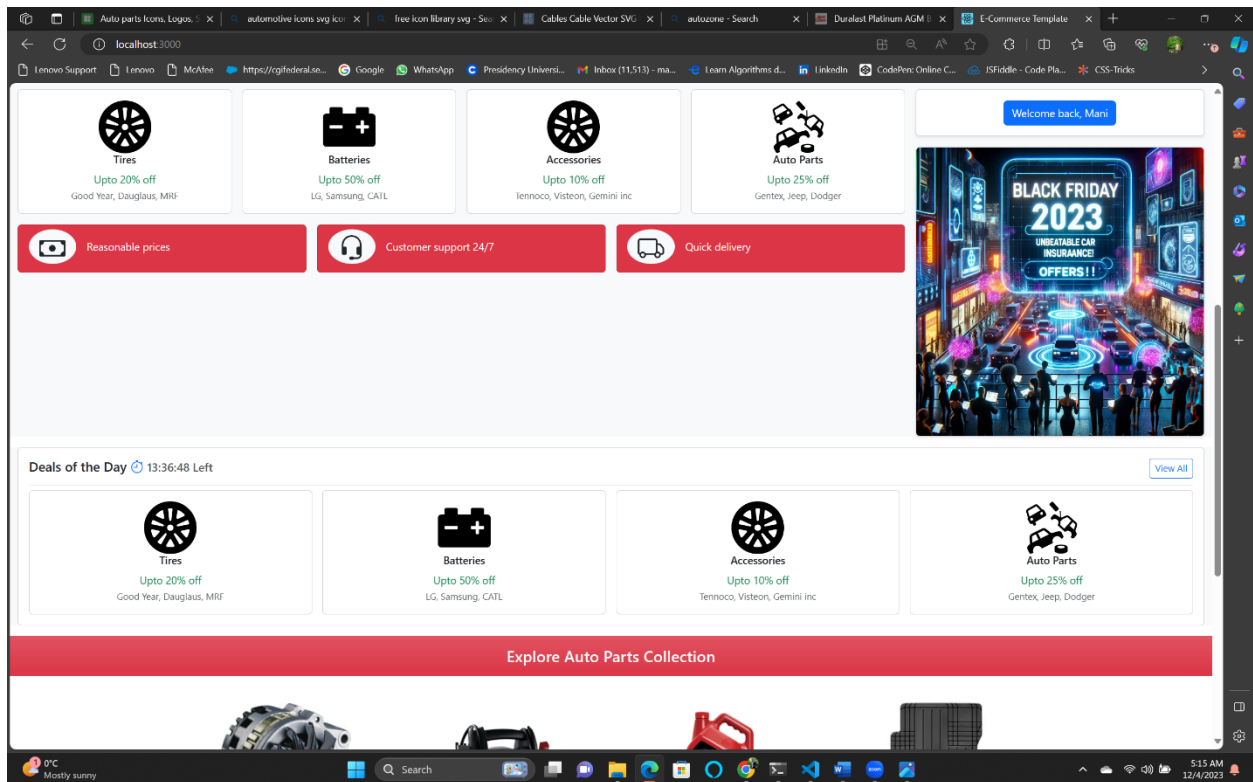 Auto parts Icons, Logos, S
automotive icons svg icon
free icon library svg - Sea
Cables Cable Vector SVG
autozone - Search
Duralast Platinum AGM B
E-Commerce Template
localhost:3000
Lenovo Support
Lenovo
McAfee
https://cgifederal.se...
Google
WhatsApp
Presidency Universi...
Inbox (11,513) - ma...
Learn Algorithms d...
LinkedIn
CodePen: Online C...
JSFiddle - Code Pla...
CSS-Tricks
Tires
Upto 20% off
Good Year, Dauglaus, MRF
Batteries
Upto 50% off
LG, Samsung, CATL
Accessories
Upto 10% off
Tennoco, Visteon, Gemini inc
Auto Parts
Upto 25% off
Gentex, Jeep, Dodger
Welcome back, Mani
BLACK FRIDAY
2023
UNBEATABLE CAR
INSURAANCE!
OFFERS!!
Reasonable prices
Customer support 24/7
Quick delivery
Deals of the Day 13:36:48 Left
View All
Tires
Upto 20% off
Good Year, Dauglaus, MRF
Batteries
Upto 50% off
LG, Samsung, CATL
Accessories
Upto 10% off
Tennoco, Visteon, Gemini inc
Auto Parts
Upto 25% off
Gentex, Jeep, Dodger
Explore Auto Parts Collection
0°C
Mostly sunny
Search
5:15 AM
12/4/2023